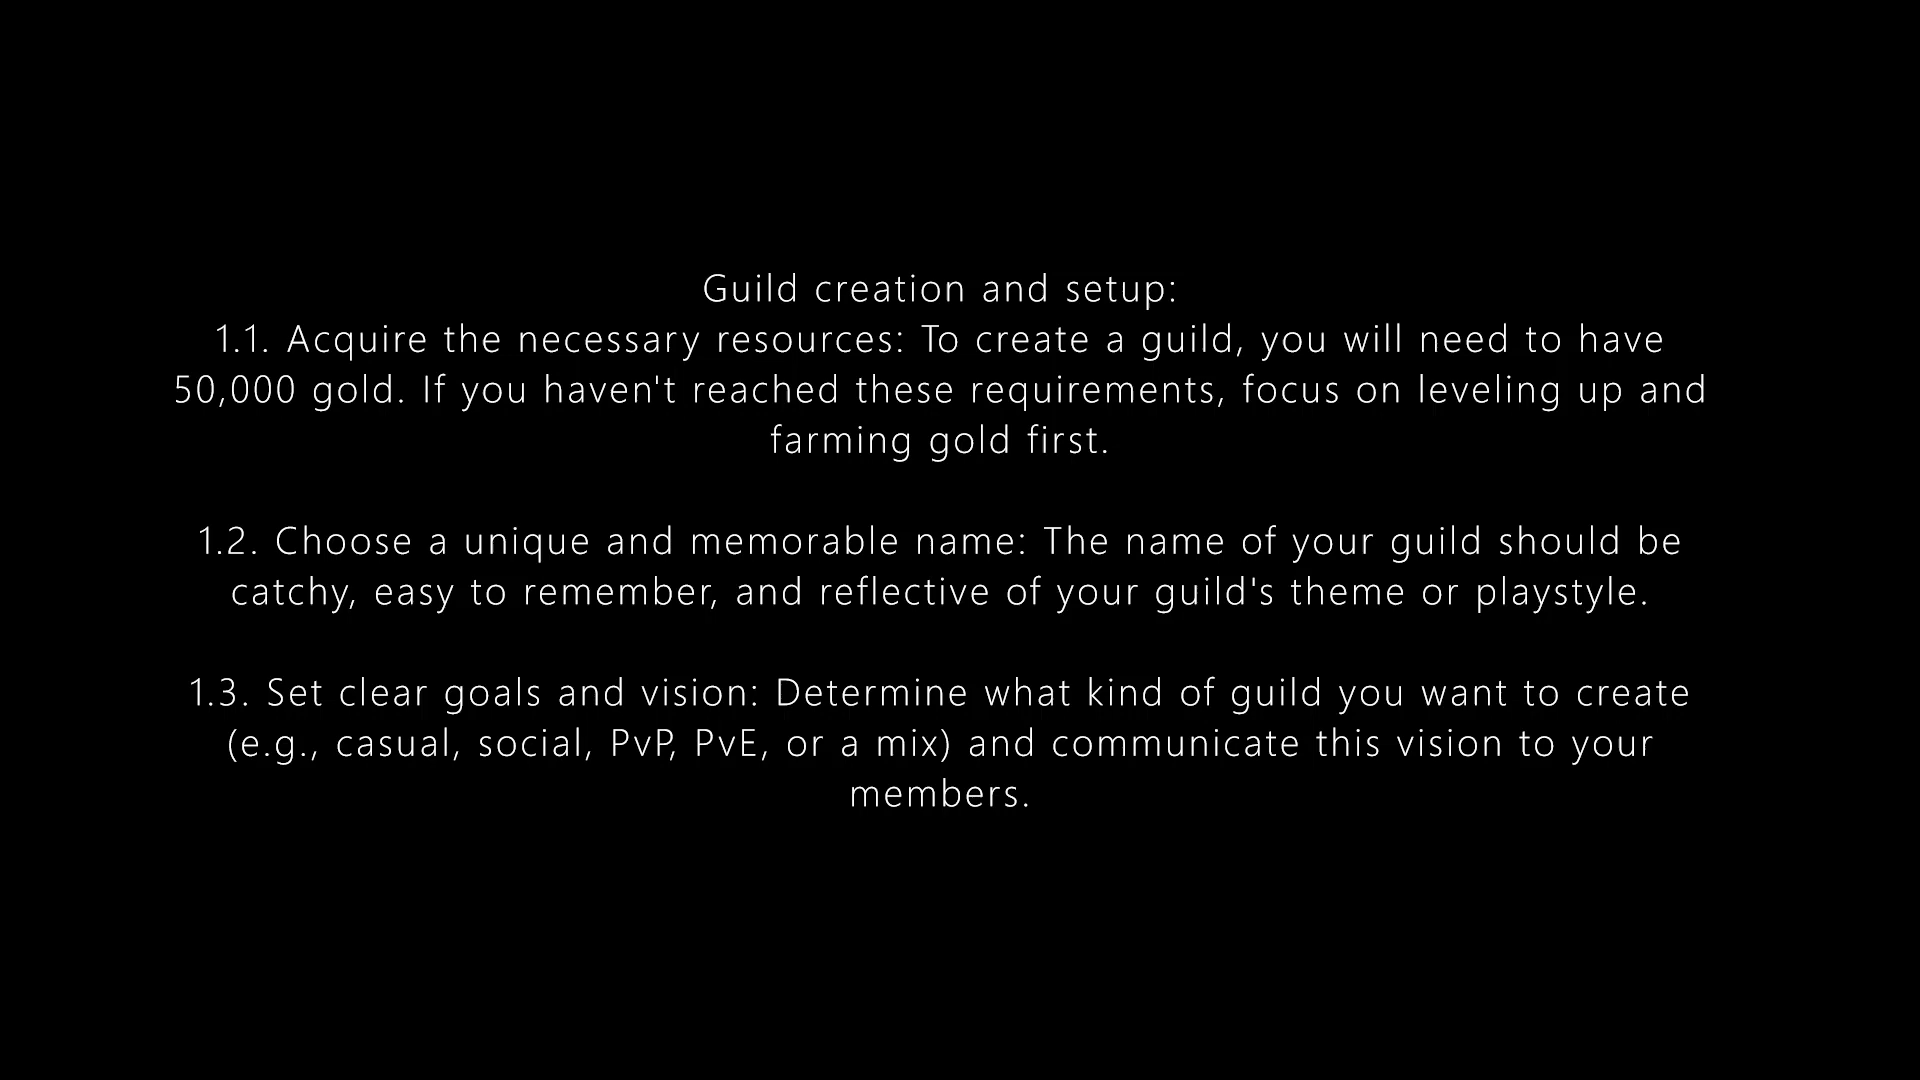 Guild creation and setup:
1.1. Acquire the necessary resources: To create a guild, you will need to have
50,000 gold. If you haven't reached these requirements, focus on leveling up and
farming gold first.
1.2. Choose a unique and memorable name: The name of your guild should be
catchy, easy to remember, and reflective of your guild's theme or playstyle.
1.3. Set clear goals and vision: Determine what kind of guild you want to create
(e.g., casual, social, PvP, PvE, or a mix) and communicate this vision to your
members.